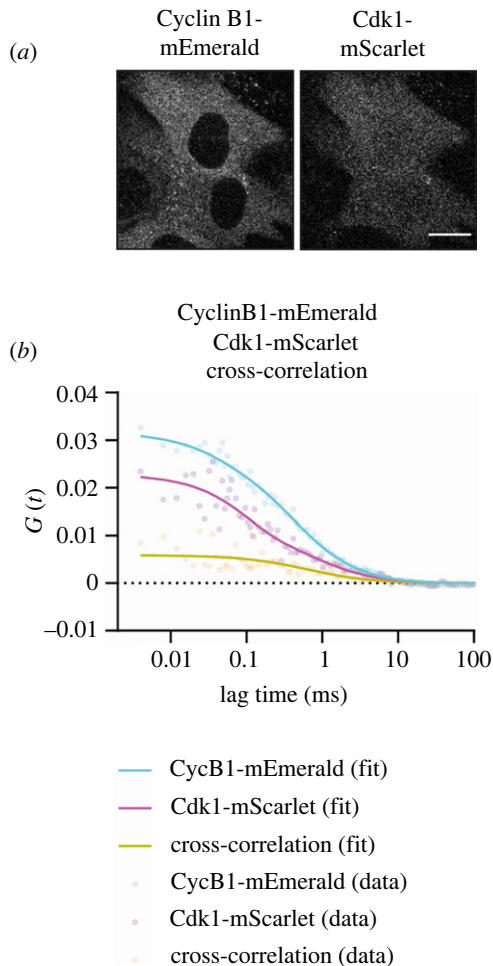 Cyclin B1-
mEmerald
Cdk1-
mScarlet
(a)
CyclinB1-mEmerald
Cdk1-mScarlet
cross-correlation
(b)
0.04
0.03
0.02
0.01
0
–0.01
G (t)
0.01
0.1
1
10
100
lag time (ms)
CycB1-mEmerald (fit)
Cdk1-mScarlet (fit)
cross-correlation (fit)
CycB1-mEmerald (data)
Cdk1-mScarlet (data)
cross-correlation (data)